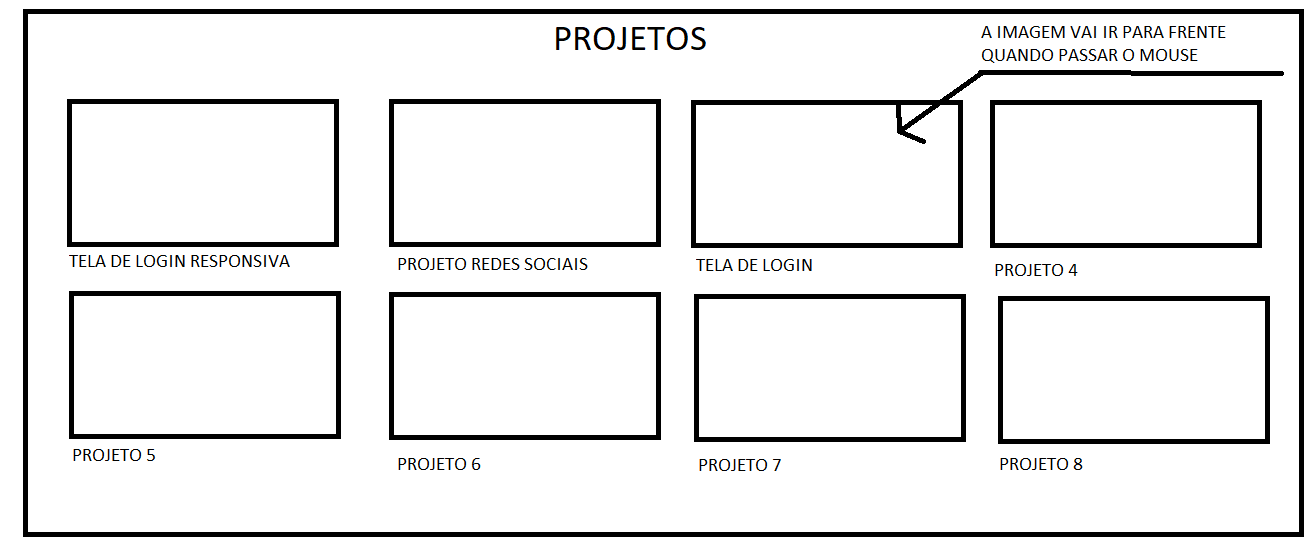 PROJETOS
A IMAGEM VAI IR PARA FRENTE
QUANDO PASSAR O MOUSE
TELA DE LOGIN RESPONSIVA
PROJETO REDES SOCIAIS
TELA DE LOGIN
PROJETO 4
PROJETO 5
PROJETO 6
PROJETO 7
PROJETO 8